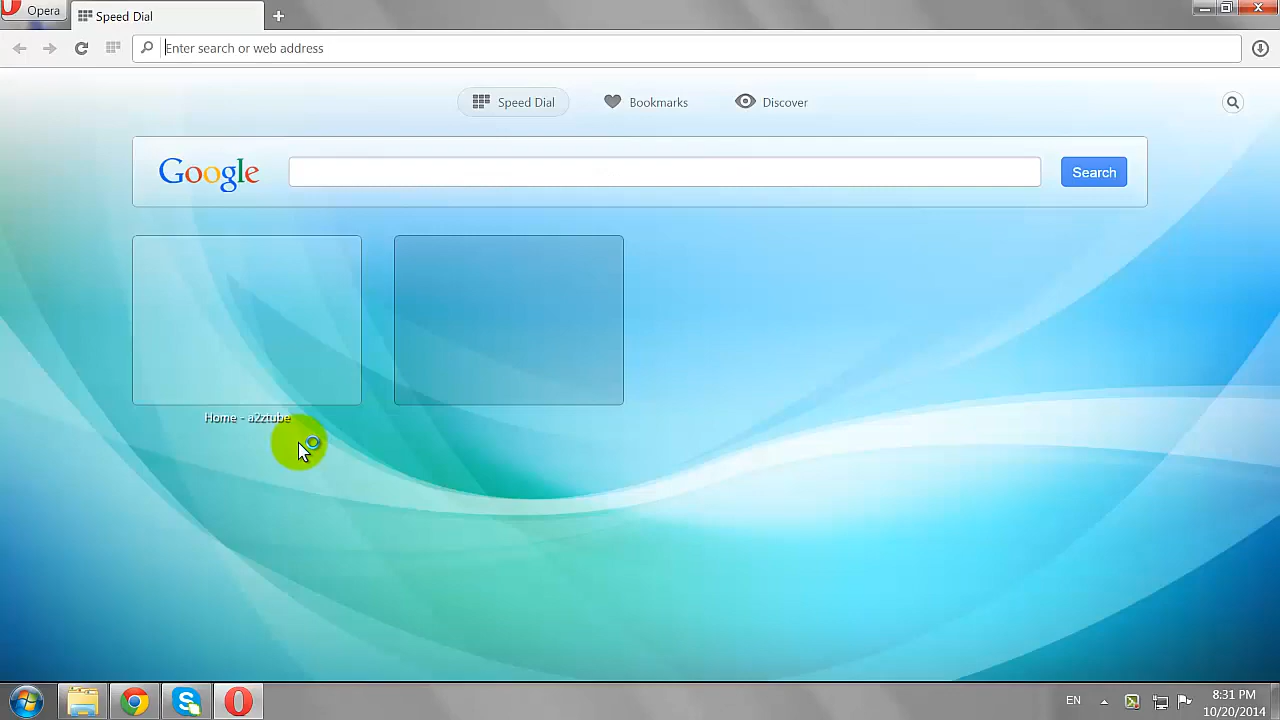 Opera
Speed Dial
Enter search or web address
Speed Dial
Bookmarks
Discover
Google
Search
Home - a2ztube
EN
8:31 PM
10/20/2014